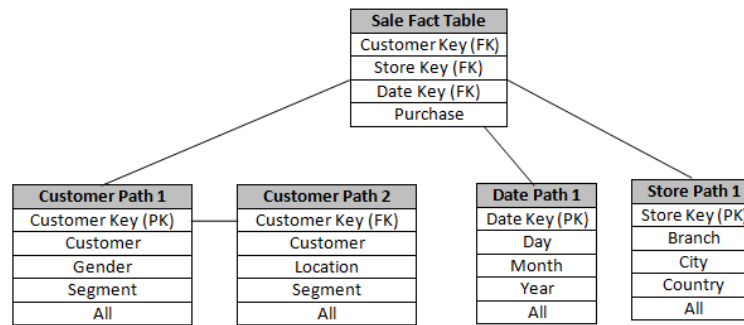 Sale Fact Table
Customer Key (FK)
Store Key (FK)
Date Key (FK)
Purchase
Customer Path 1
Customer Key (PK)
Customer
Gender
Segment
All
Customer Path 2
Customer Key (FK)
Customer
Location
Segment
All
Date Path 1
Date Key (PK)
Day
Month
Year
All
Store Path 1
Store Key (PK)
Branch
City
Country
All